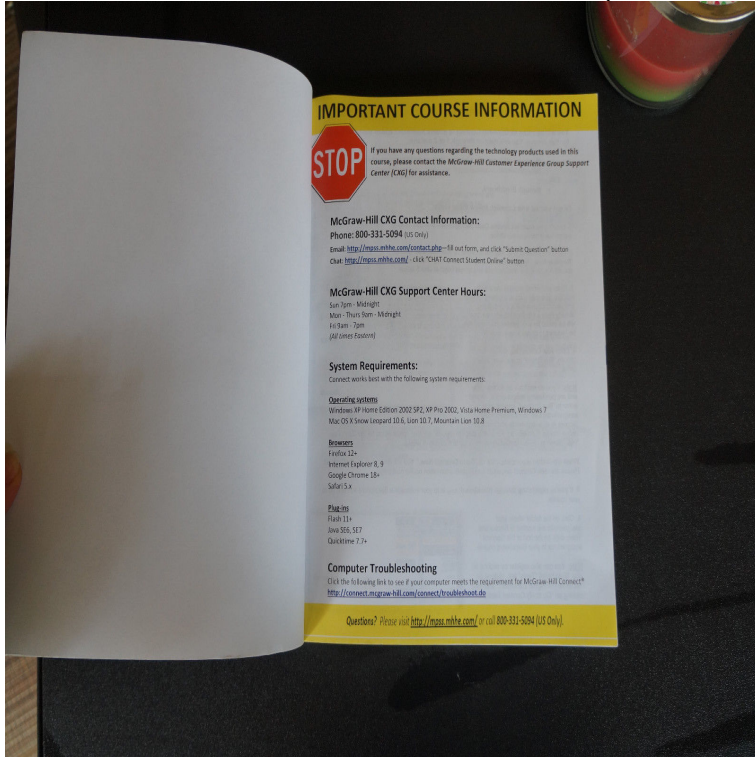 IMPORTANT COURSE INFORMATION
STOP
If you have any questions regarding the technology products used in this
course, please contact the McGraw-Hill Customer Experience Group Support
Center (CXG) for assistance.
McGraw-Hill CXG Contact Information:
Phone: 800-331-5094 (US Only)
Email: http://mpss.mhhe.com/contact.php—fill out form, and click "Submit Question" button
Chat: http://mpss.mhhe.com/ - click "CHAT Connect Student Online" button
McGraw-Hill CXG Support Center Hours:
Sun 7pm - Midnight
Mon - Thurs 9am - Midnight
Fri 9am - 7pm
(All times Eastern)
System Requirements:
Connect works best with the following system requirements:
Operating systems
Windows XP Home Edition 2002 SP2, XP Pro 2002, Vista Home Premium, Windows 7
Mac OS X Snow Leopard 10.6, Lion 10.7, Mountain Lion 10.8
Browsers
Firefox 12+
Internet Explorer 8, 9
Google Chrome 18+
Safari 5.x
Plug-ins
Flash 11+
Java SE6, SE7
Quicktime 7.7+
Computer Troubleshooting
Click the following link to see if your computer meets the requirement for McGraw-Hill Connect®
http://connect.mcgraw-hill.com/connect/troubleshoot.do
Questions? Please visit http://mpss.mhhe.com/ or call 800-331-5094 (US Only).